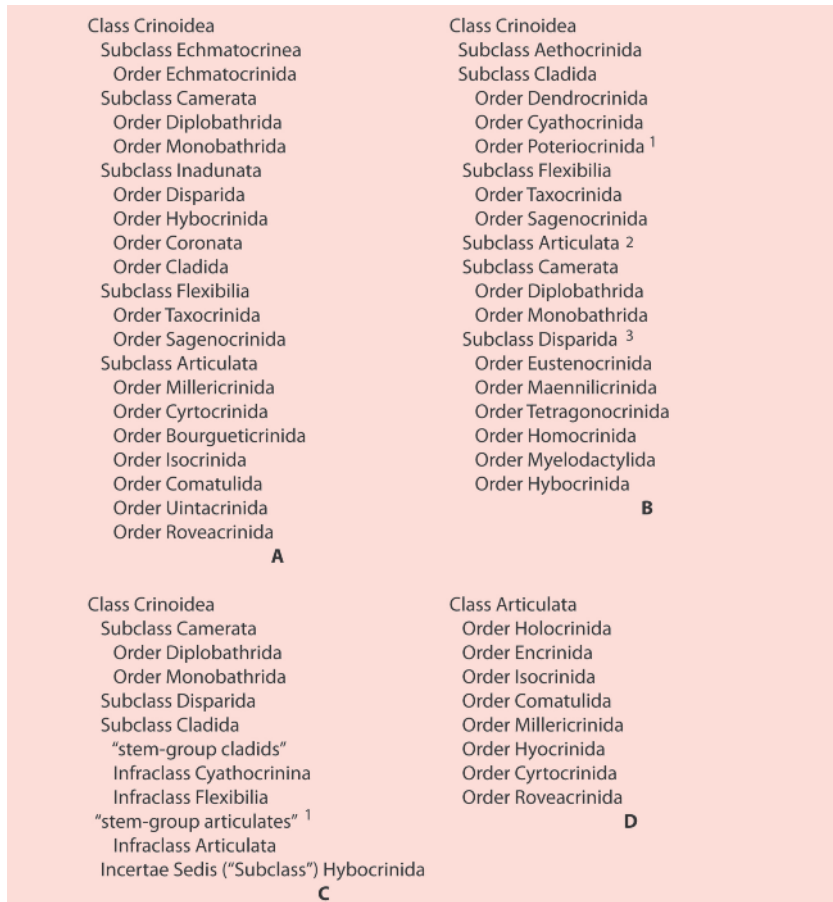 Class Crinoidea
Subclass Echmatocrinea
Order Echmatocrinida
Subclass Camerata
Order Diplobathrida
Order Monobathrida
Subclass Inadunata
Order Disparida
Order Hybocrinida
Order Coronata
Order Cladida
Subclass Flexibilia
Order Taxocrinida
Order Sagenocrinida
Subclass Articulata
Order Millericrinida
Order Cyrtocrinida
Order Bourgueticrinida
Order Isocrinida
Order Comatulida
Order Uintacrinida
Order Roveacrinida
A
Class Crinoidea
Subclass Aethocrinida
Subclass Cladida
Order Dendrocrinida
Order Cyathocrinida
Order Poteriocrinida 1
Subclass Flexibilia
Order Taxocrinida
Order Sagenocrinida
Subclass Articulata 2
Subclass Camerata
Order Diplobathrida
Order Monobathrida
Subclass Disparida 3
Order Eustenocrinida
Order Maennilicrinida
Order Tetragonocrinida
Order Homocrinida
Order Myelodactylida
Order Hybocrinida
B
Class Crinoidea
Subclass Camerata
Order Diplobathrida
Order Monobathrida
Subclass Disparida
Subclass Cladida
“stem-group cladids”
Infraclass Cyathocrinina
Infraclass Flexibilia
“stem-group articulates” 1
Infraclass Articulata
Incertae Sedis (“Subclass”) Hybocrinida
C
Class Articulata
Order Holocrinida
Order Encrinida
Order Isocrinida
Order Comatulida
Order Millericrinida
Order Hyocrinida
Order Cyrtocrinida
Order Roveacrinida
D